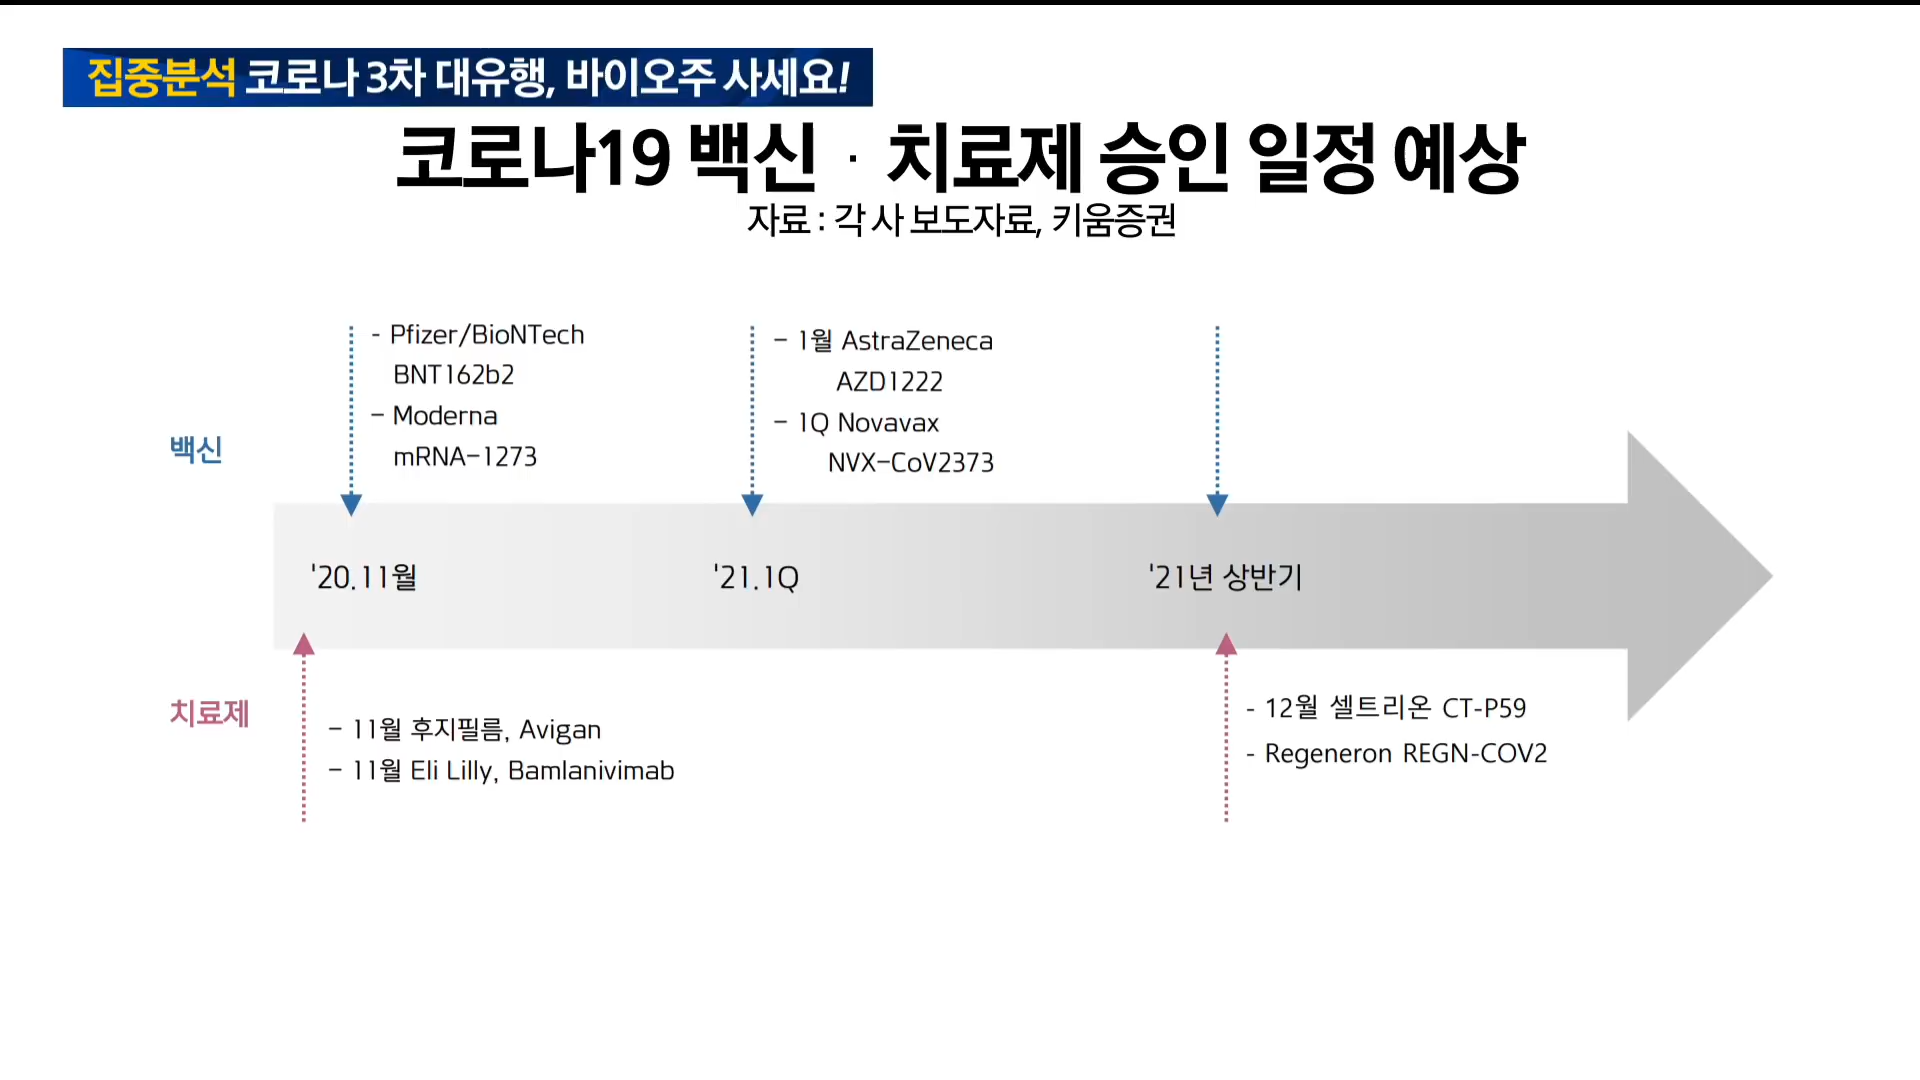 집중분석 코로나 3차 대유행, 바이오주 사세요!
코로나19 백신 · 치료제 승인 일정 예상
자료 : 각 사 보도자료, 키움증권
- Pfizer/BioNTech
BNT162b2
- Moderna
mRNA-1273
- 1월 AstraZeneca
AZD1222
- 1Q Novavax
NVX-CoV2373
백신
'20.11월
'21.1Q
'21년 상반기
치료제
- 11월 후지필름, Avigan
- 11월 Eli Lilly, Bamlanivimab
- 12월 셀트리온 CT-P59
- Regeneron REGN-COV2